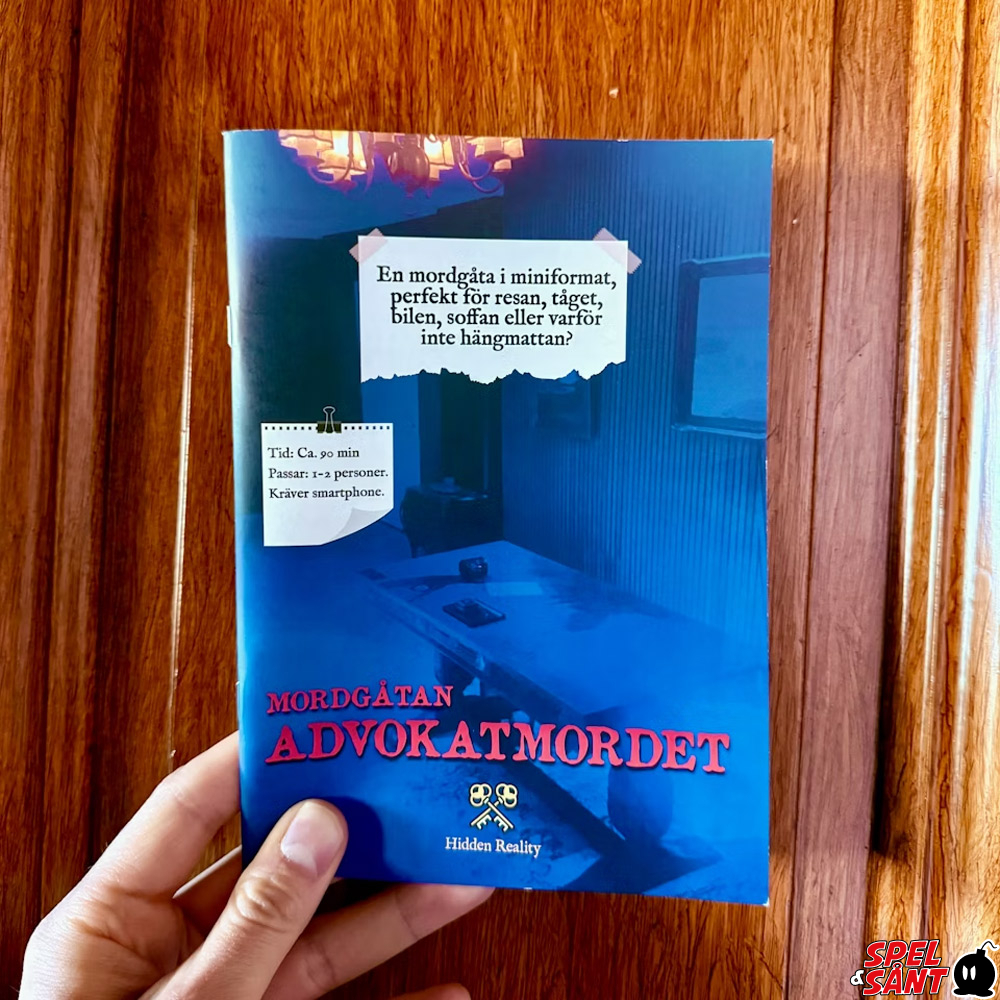 En mordgåta i miniformat,
perfekt för resan, tåget,
bilen, soffan eller varför
inte hängmattan?
Tid: Ca. 90 min
Passar: 1-2 personer.
Kräver smartphone.
MORDGÅTAN
ADVOKATMORDET
Hidden Reality
SPEL
& SÅNT